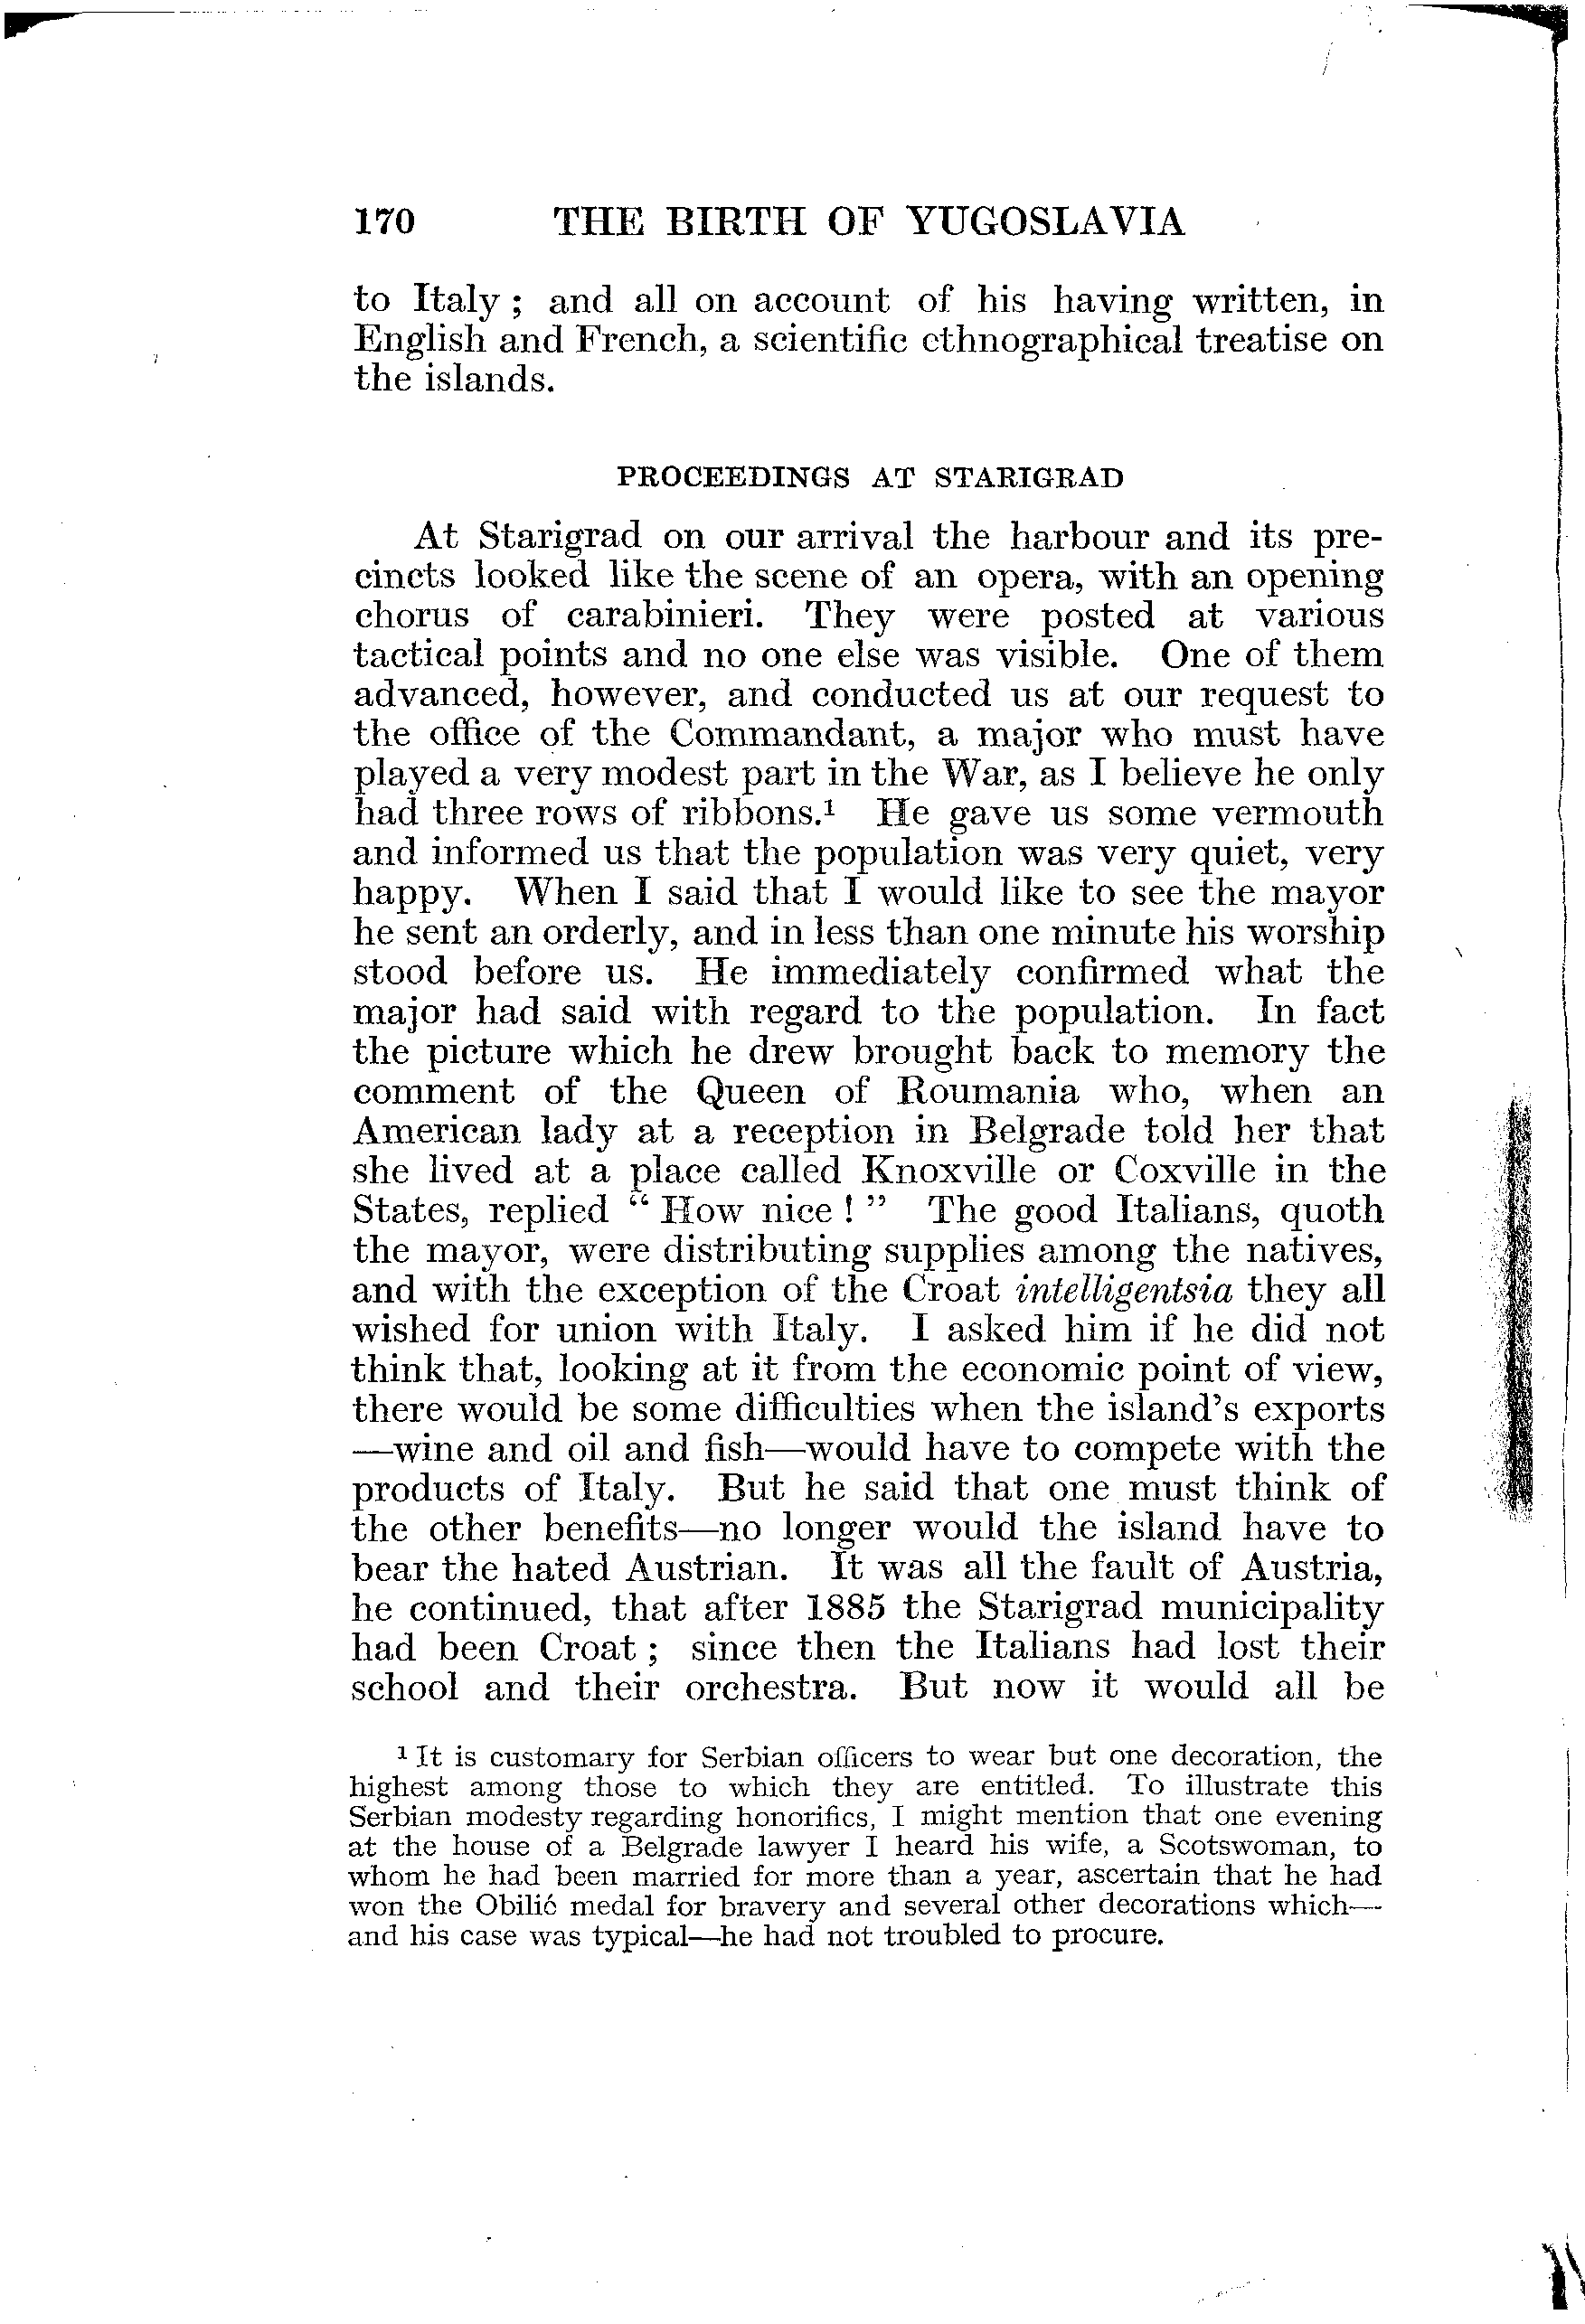 170 THE BIRTH OF YUGOSLAVIA
to Italy ; and all on account of his having written, in
English and French, a scientific ethnographical treatise on
the islands.
PROCEEDINGS AT STARIGRAD
At Starigrad on our arrival the harbour and its pre-
cincts looked like the scene of an opera, with an opening
chorus of carabinieri. They were posted at various
tactical points and no one else was visible. One of them
advanced, however, and conducted us at our request to
the office of the Commandant, a major who must have
played a very modest part in the War, as I believe he only
had three rows of ribbons.¹ He gave us some vermouth
and informed us that the population was very quiet, very
happy. When I said that I would like to see the mayor
he sent an orderly, and in less than one minute his worship
stood before us. He immediately confirmed what the
major had said with regard to the population. In fact
the picture which he drew brought back to memory the
comment of the Queen of Roumania who, when an
American lady at a reception in Belgrade told her that
she lived at a place called Knoxville or Coxville in the
States, replied “ How nice ! ” The good Italians, quoth
the mayor, were distributing supplies among the natives,
and with the exception of the Croat intelligentsia they all
wished for union with Italy. I asked him if he did not
think that, looking at it from the economic point of view,
there would be some difficulties when the island's exports
—wine and oil and fish—would have to compete with the
products of Italy. But he said that one must think of
the other benefits—no longer would the island have to
bear the hated Austrian. It was all the fault of Austria,
he continued, that after 1885 the Starigrad municipality
had been Croat ; since then the Italians had lost their
school and their orchestra. But now it would all be
¹ It is customary for Serbian officers to wear but one decoration, the
highest among those to which they are entitled. To illustrate this
Serbian modesty regarding honorifics, I might mention that one evening
at the house of a Belgrade lawyer I heard his wife, a Scotswoman, to
whom he had been married for more than a year, ascertain that he had
won the Obilić medal for bravery and several other decorations which—
and his case was typical—he had not troubled to procure.